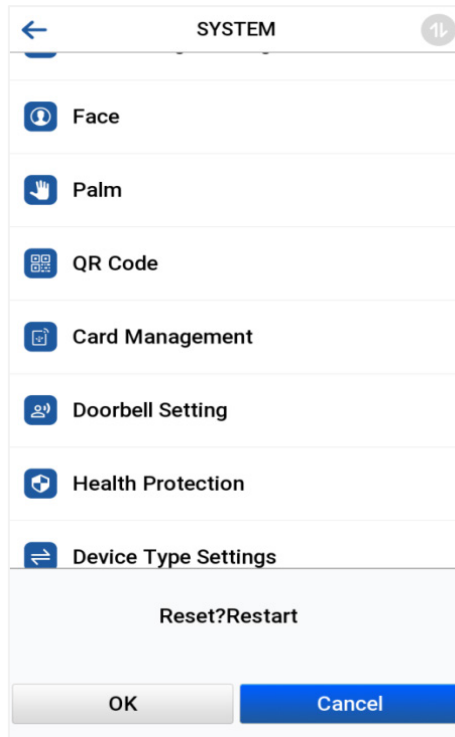 SYSTEM
Face
Palm
QR Code
Card Management
Doorbell Setting
Health Protection
Device Type Settings
Reset?Restart
OK
Cancel